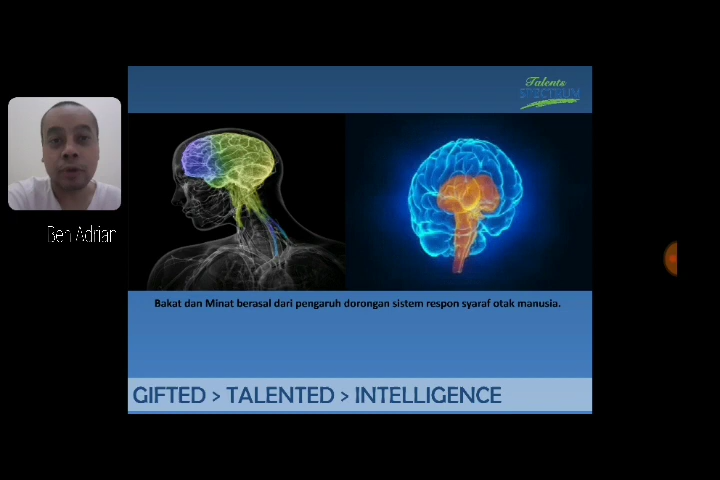 Talents
SPECTRUM
Ben Adrian
Bakat dan Minat berasal dari pengaruh dorongan sistem respon syaraf otak manusia.
GIFTED > TALENTED > INTELLIGENCE